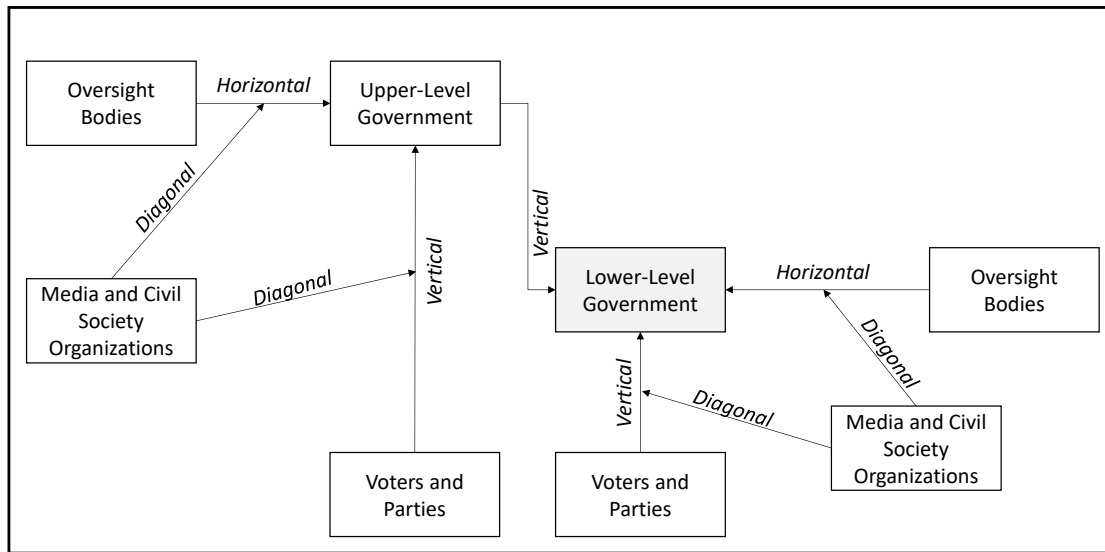 Oversight
Bodies
Horizontal
Upper-Level
Government
Diagonal
Vertical
Media and Civil
Society
Organizations
Diagonal
Vertical
Lower-Level
Government
Horizontal
Oversight
Bodies
Diagonal
Vertical
Diagonal
Media and Civil
Society
Organizations
Voters and
Parties
Voters and
Parties